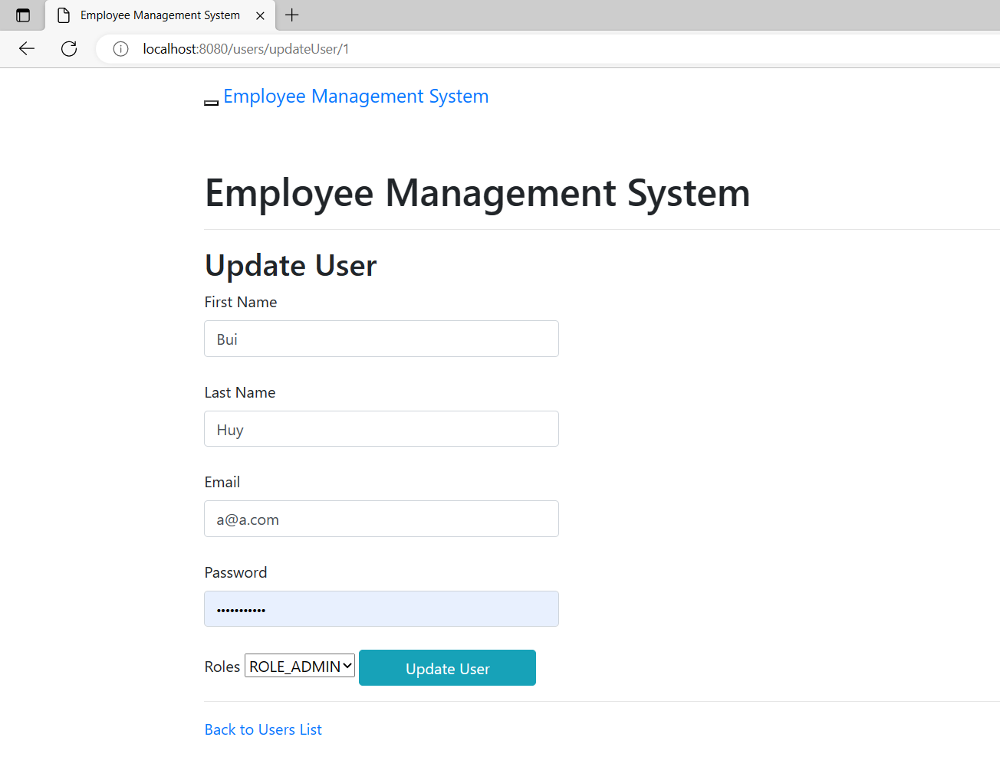 Employee Management System
localhost:8080/users/updateUser/1
Employee Management System
Employee Management System
Update User
First Name
Bui
Last Name
Huy
Email
a@a.com
Password
•••••••••••
Roles ROLE_ADMIN Update User
Back to Users List